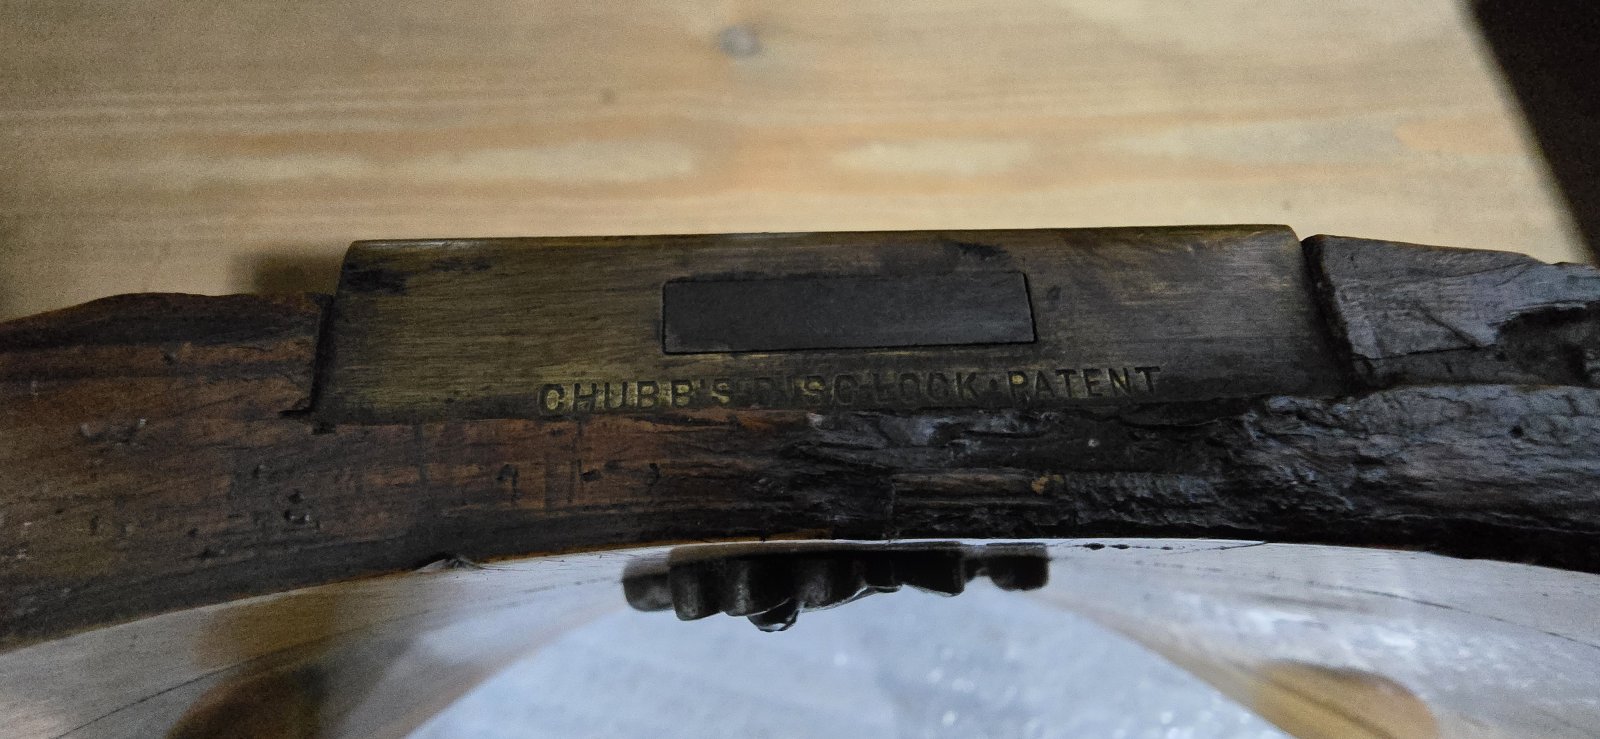 CHUBB'S DISC LOCK · PATENT